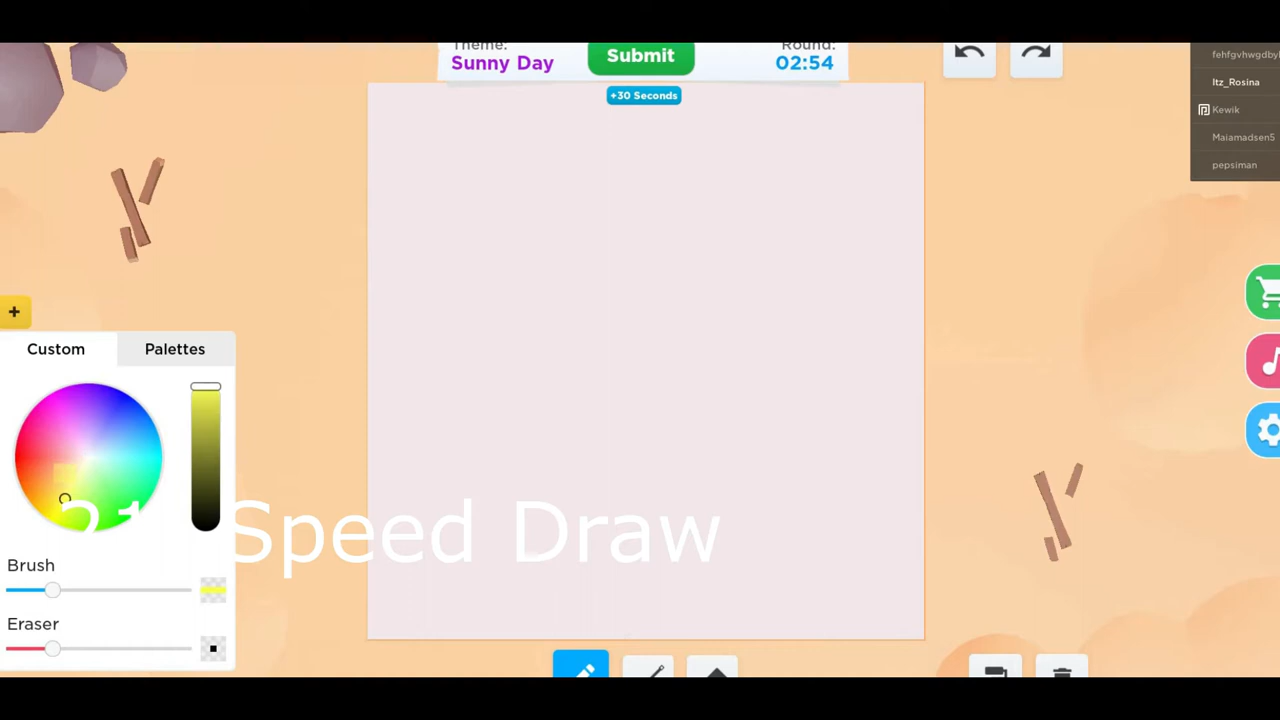 Theme:
Sunny Day
Submit
Round:
02:54
+30 Seconds
Itz_Rosina
Kewik
Maiamadsen5
pepsiman
+
Custom
Palettes
Speed Draw
Brush
Eraser